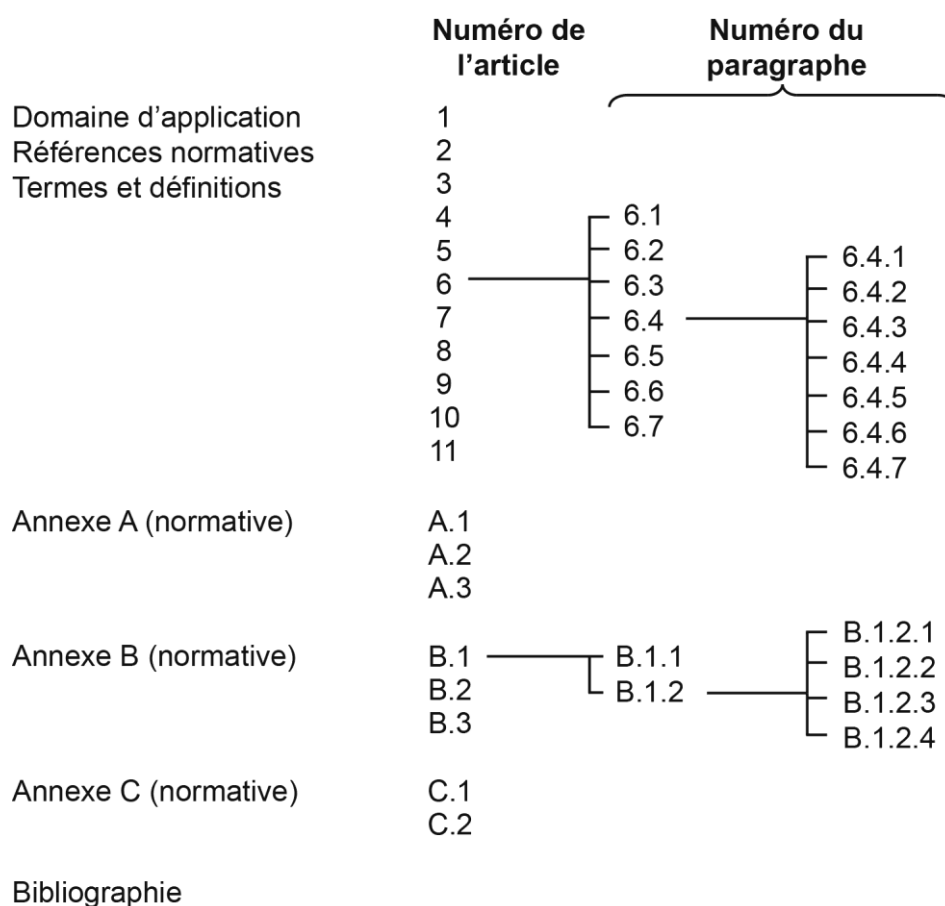 Numéro de l’article
Numéro du paragraphe
Domaine d’application 1
Références normatives 2
Termes et définitions 3
4 6.1
5 6.2 6.4.1
6 6.3 6.4.2
7 6.4 6.4.3
8 6.5 6.4.4
9 6.6 6.4.5
10 6.7 6.4.6
11 6.4.7
Annexe A (normative) A.1
A.2
A.3
B.1.2.1
Annexe B (normative) B.1 B.1.1 B.1.2.2
B.2 B.1.2 B.1.2.3
B.3 B.1.2.4
Annexe C (normative) C.1
C.2
Bibliographie